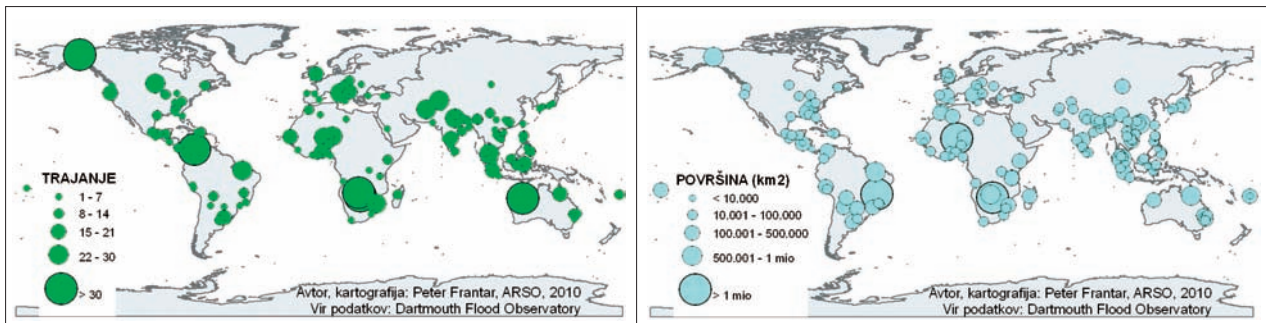 TRAJANJE
1 - 7
8 - 14
15 - 21
22 - 30
> 30
Avtor, kartografija: Peter Frantar, ARSO, 2010
Vir podatkov: Dartmouth Flood Observatory
POVRŠINA (km2)
< 10.000
10.001 - 100.000
100.001 - 500.000
500.001 - 1 mio
> 1 mio
Avtor, kartografija: Peter Frantar, ARSO, 2010
Vir podatkov: Dartmouth Flood Observatory